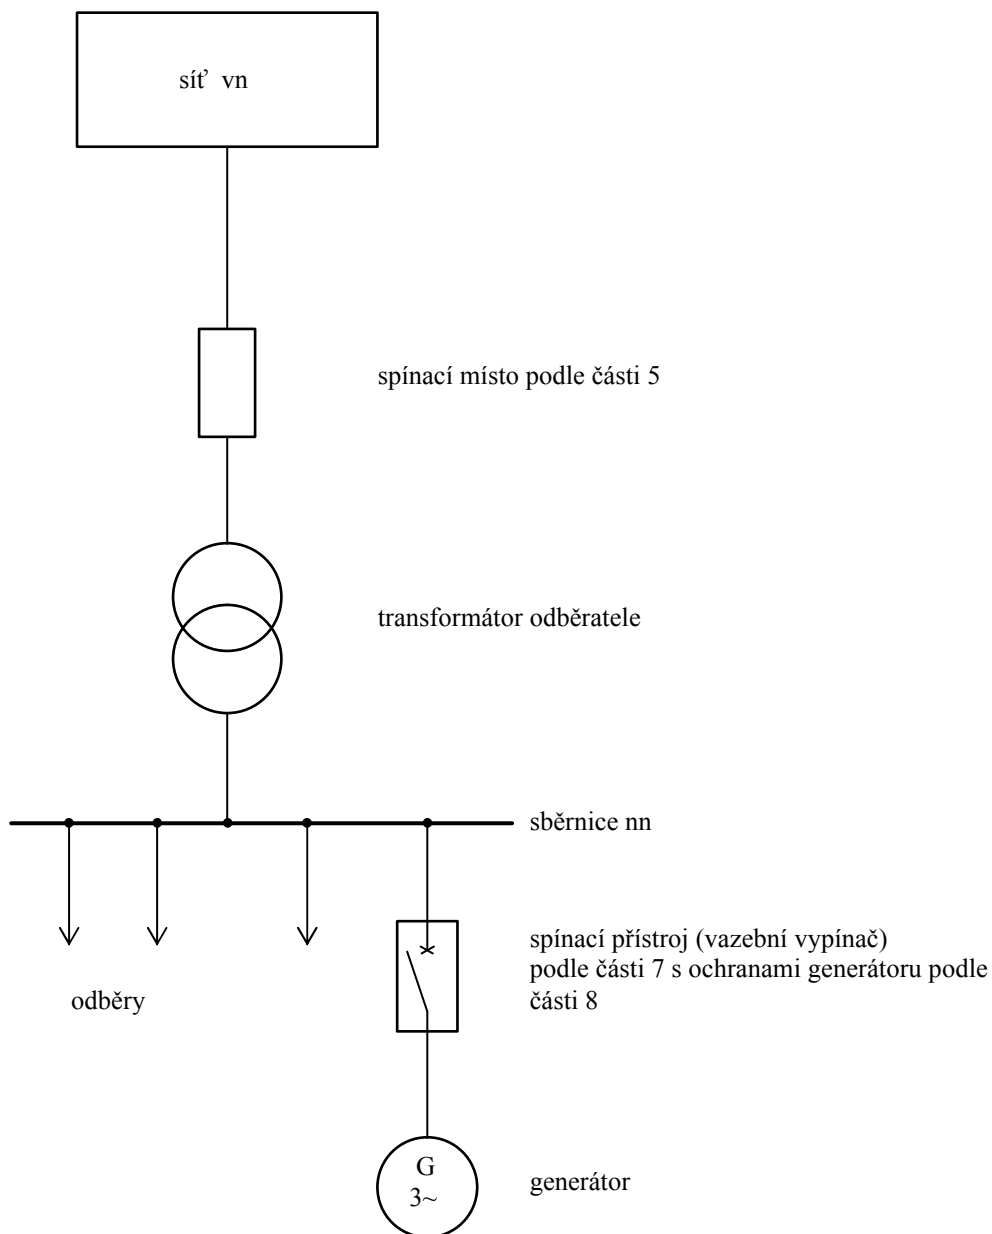 síť vn
spínací místo podle části 5
transformátor odběratele
sběrnice nn
spínací přístroj (vazební vypínač)
podle části 7 s ochranami generátoru podle
části 8
odběry
G
3~
generátor